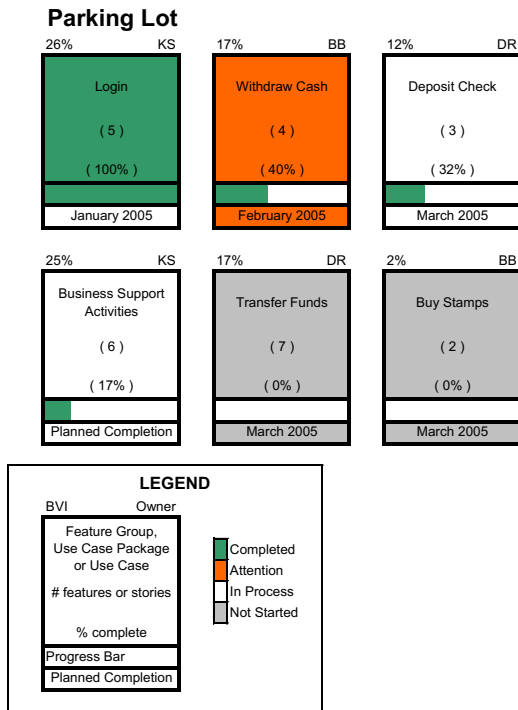 Parking Lot
26% KS
Login
( 5 )
( 100% )
January 2005
17% BB
Withdraw Cash
( 4 )
( 40% )
February 2005
12% DR
Deposit Check
( 3 )
( 32% )
March 2005
25% KS
Business Support
Activities
( 6 )
( 17% )
Planned Completion
17% DR
Transfer Funds
( 7 )
( 0% )
March 2005
2% BB
Buy Stamps
( 2 )
( 0% )
March 2005
LEGEND
BVI Owner
Feature Group,
Use Case Package
or Use Case
# features or stories
% complete
Progress Bar
Planned Completion
Completed
Attention
In Process
Not Started